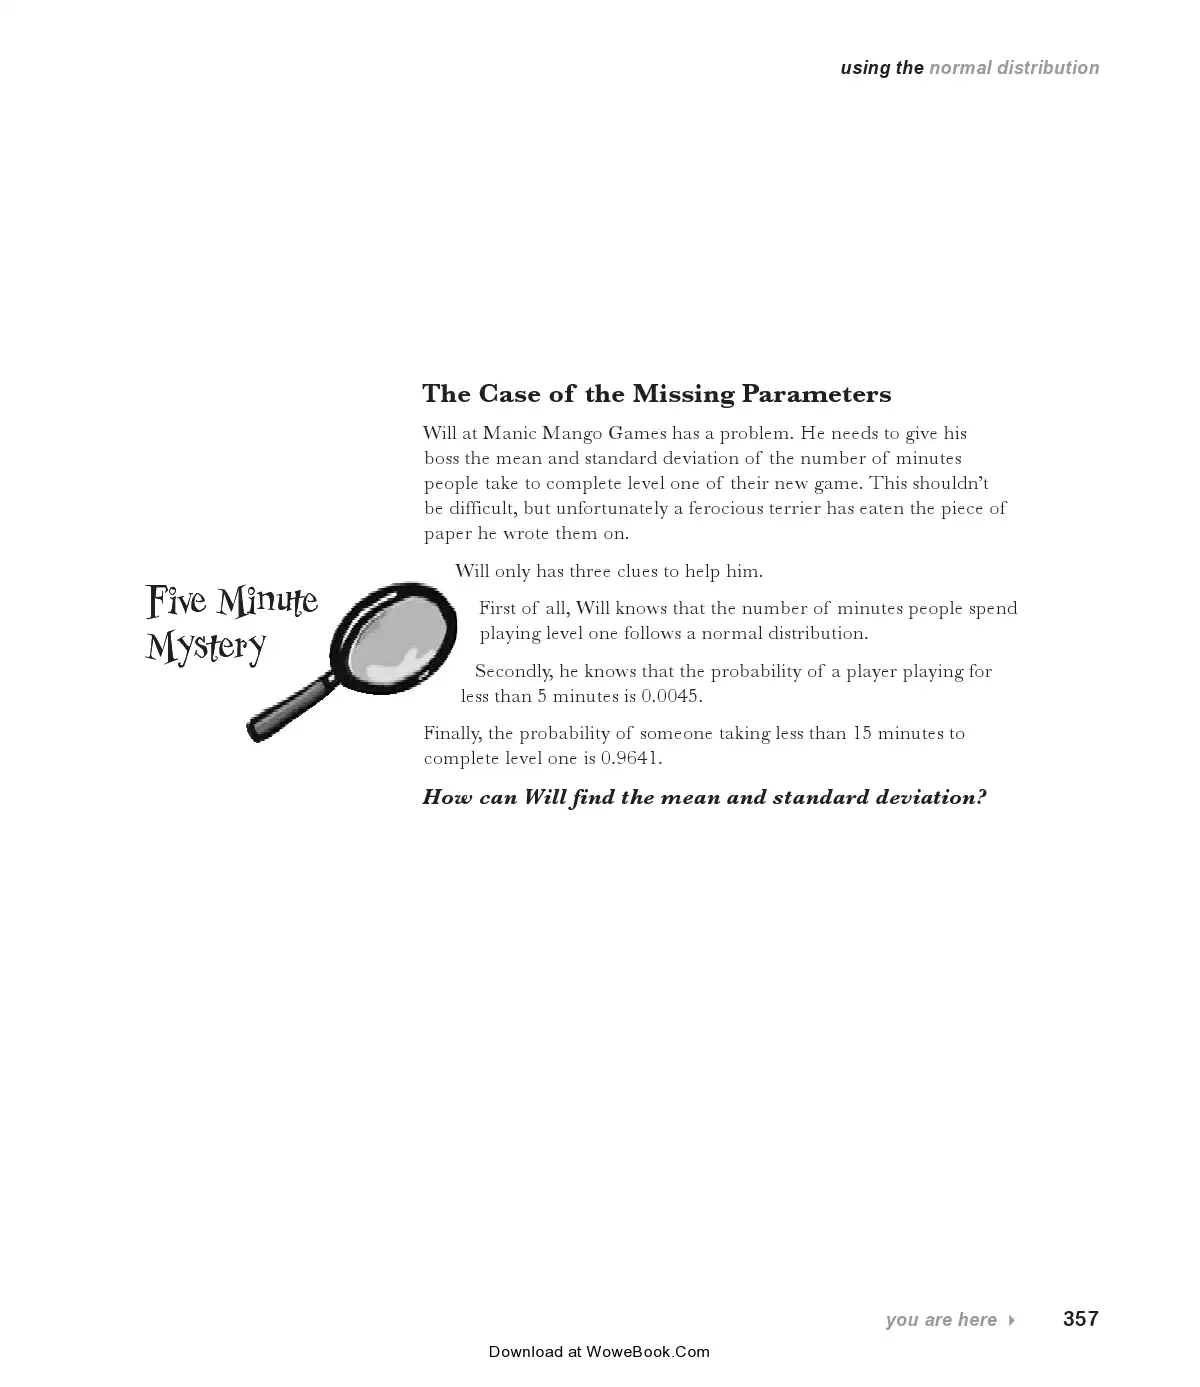 using the normal distribution
The Case of the Missing Parameters
Will at Manic Mango Games has a problem. He needs to give his
boss the mean and standard deviation of the number of minutes
people take to complete level one of their new game. This shouldn’t
be difficult, but unfortunately a ferocious terrier has eaten the piece of
paper he wrote them on.
Will only has three clues to help him.
Five Minute
Mystery
First of all, Will knows that the number of minutes people spend
playing level one follows a normal distribution.
Secondly, he knows that the probability of a player playing for
less than 5 minutes is 0.0045.
Finally, the probability of someone taking less than 15 minutes to
complete level one is 0.9641.
How can Will find the mean and standard deviation?
you are here 357
Download at WoweBook.Com